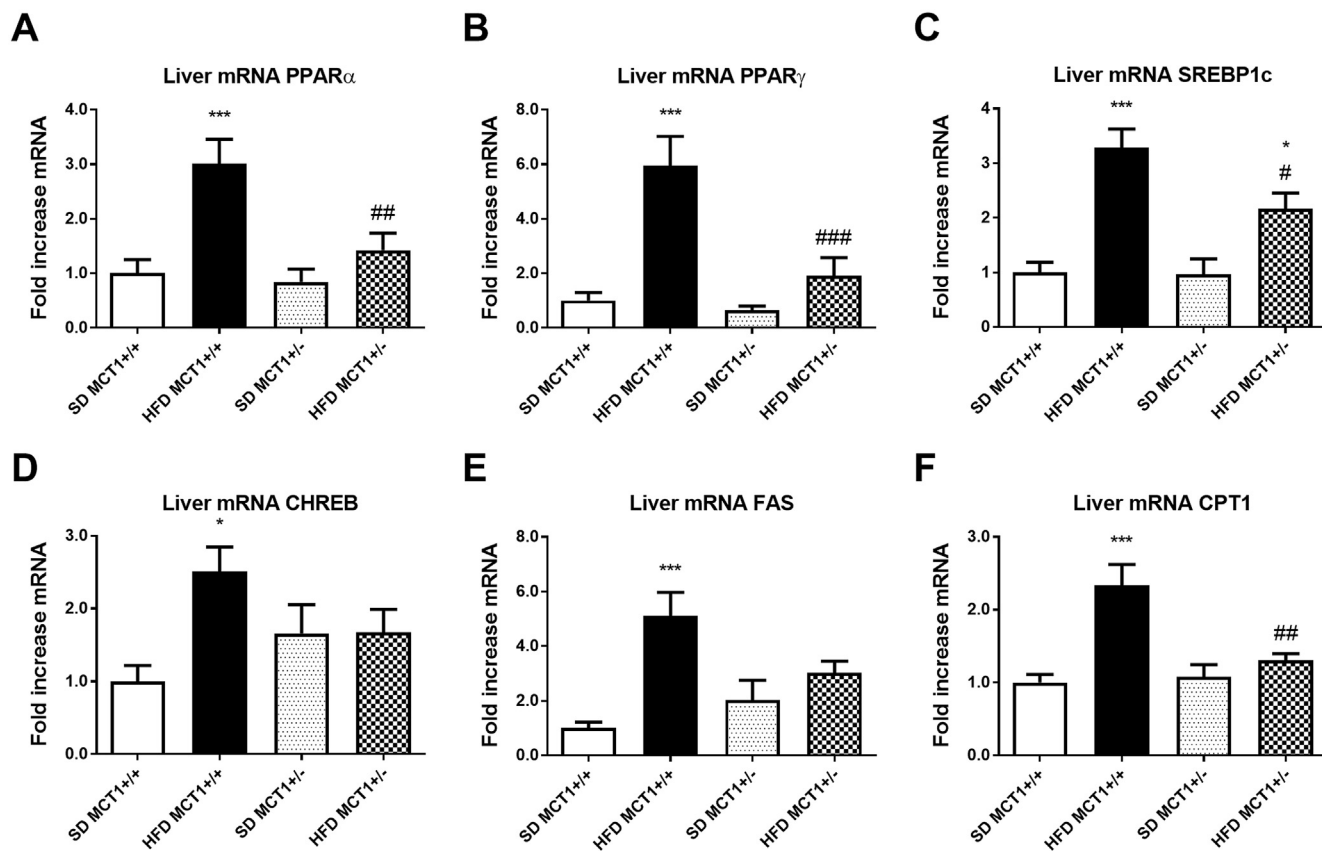 A
Liver mRNA PPARα
Fold increase mRNA
4.0
3.0
2.0
1.0
0.0
***
##
SD MCT1+/+
HFD MCT1+/+
SD MCT1+/-
HFD MCT1+/-
B
Liver mRNA PPARγ
Fold increase mRNA
8.0
6.0
4.0
2.0
0.0
***
###
SD MCT1+/+
HFD MCT1+/+
SD MCT1+/-
HFD MCT1+/-
C
Liver mRNA SREBP1c
Fold increase mRNA
4
3
2
1
0
***
*
#
SD MCT1+/+
HFD MCT1+/+
SD MCT1+/-
HFD MCT1+/-
D
Liver mRNA CHREB
Fold increase mRNA
3.0
2.0
1.0
0.0
*
SD MCT1+/+
HFD MCT1+/+
SD MCT1+/-
HFD MCT1+/-
E
Liver mRNA FAS
Fold increase mRNA
8.0
6.0
4.0
2.0
0.0
***
SD MCT1+/+
HFD MCT1+/+
SD MCT1+/-
HFD MCT1+/-
F
Liver mRNA CPT1
Fold increase mRNA
3.0
2.0
1.0
0.0
***
##
SD MCT1+/+
HFD MCT1+/+
SD MCT1+/-
HFD MCT1+/-